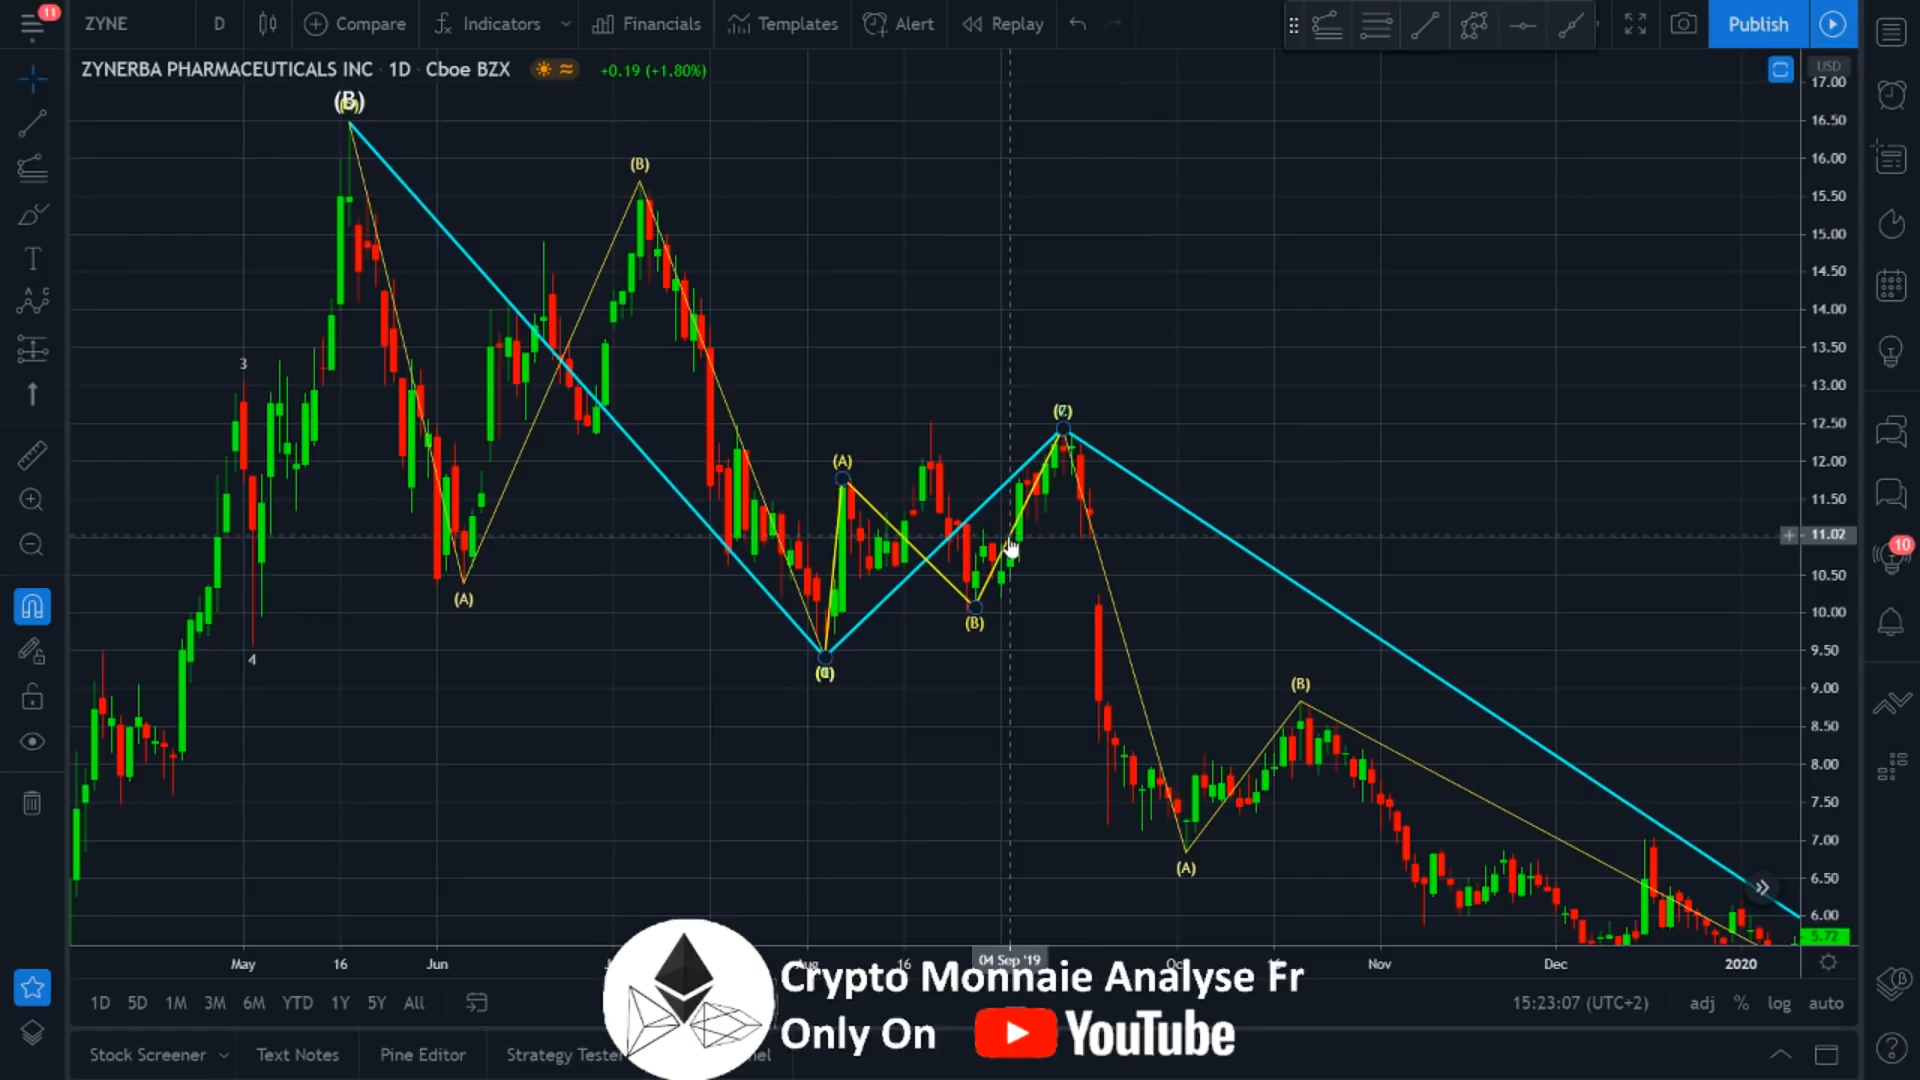 11
ZYNE
D
Compare
Indicators
Financials
Templates
Alert
Replay
Publish
ZYNERBA PHARMACEUTICALS INC · 1D · Cboe BZX
+0.19 (+1.80%)
USD
17.00
16.50
16.00
15.50
15.00
14.50
14.00
13.50
13.00
12.50
12.00
11.50
11.02
10.50
10.00
9.50
9.00
8.50
8.00
7.50
7.00
6.50
6.00
5.72
(B)
(B)
3
4
(A)
(A)
(B)
(A)
(B)
10
May
16
Jun
16
04 Sep '19
Nov
Dec
2020
1D
5D
1M
3M
6M
YTD
1Y
5Y
All
15:23:07 (UTC+2)
adj
%
log
auto
Crypto Monnaie Analyse Fr
Only On
YouTube
Stock Screener
Text Notes
Pine Editor
Strategy Tester